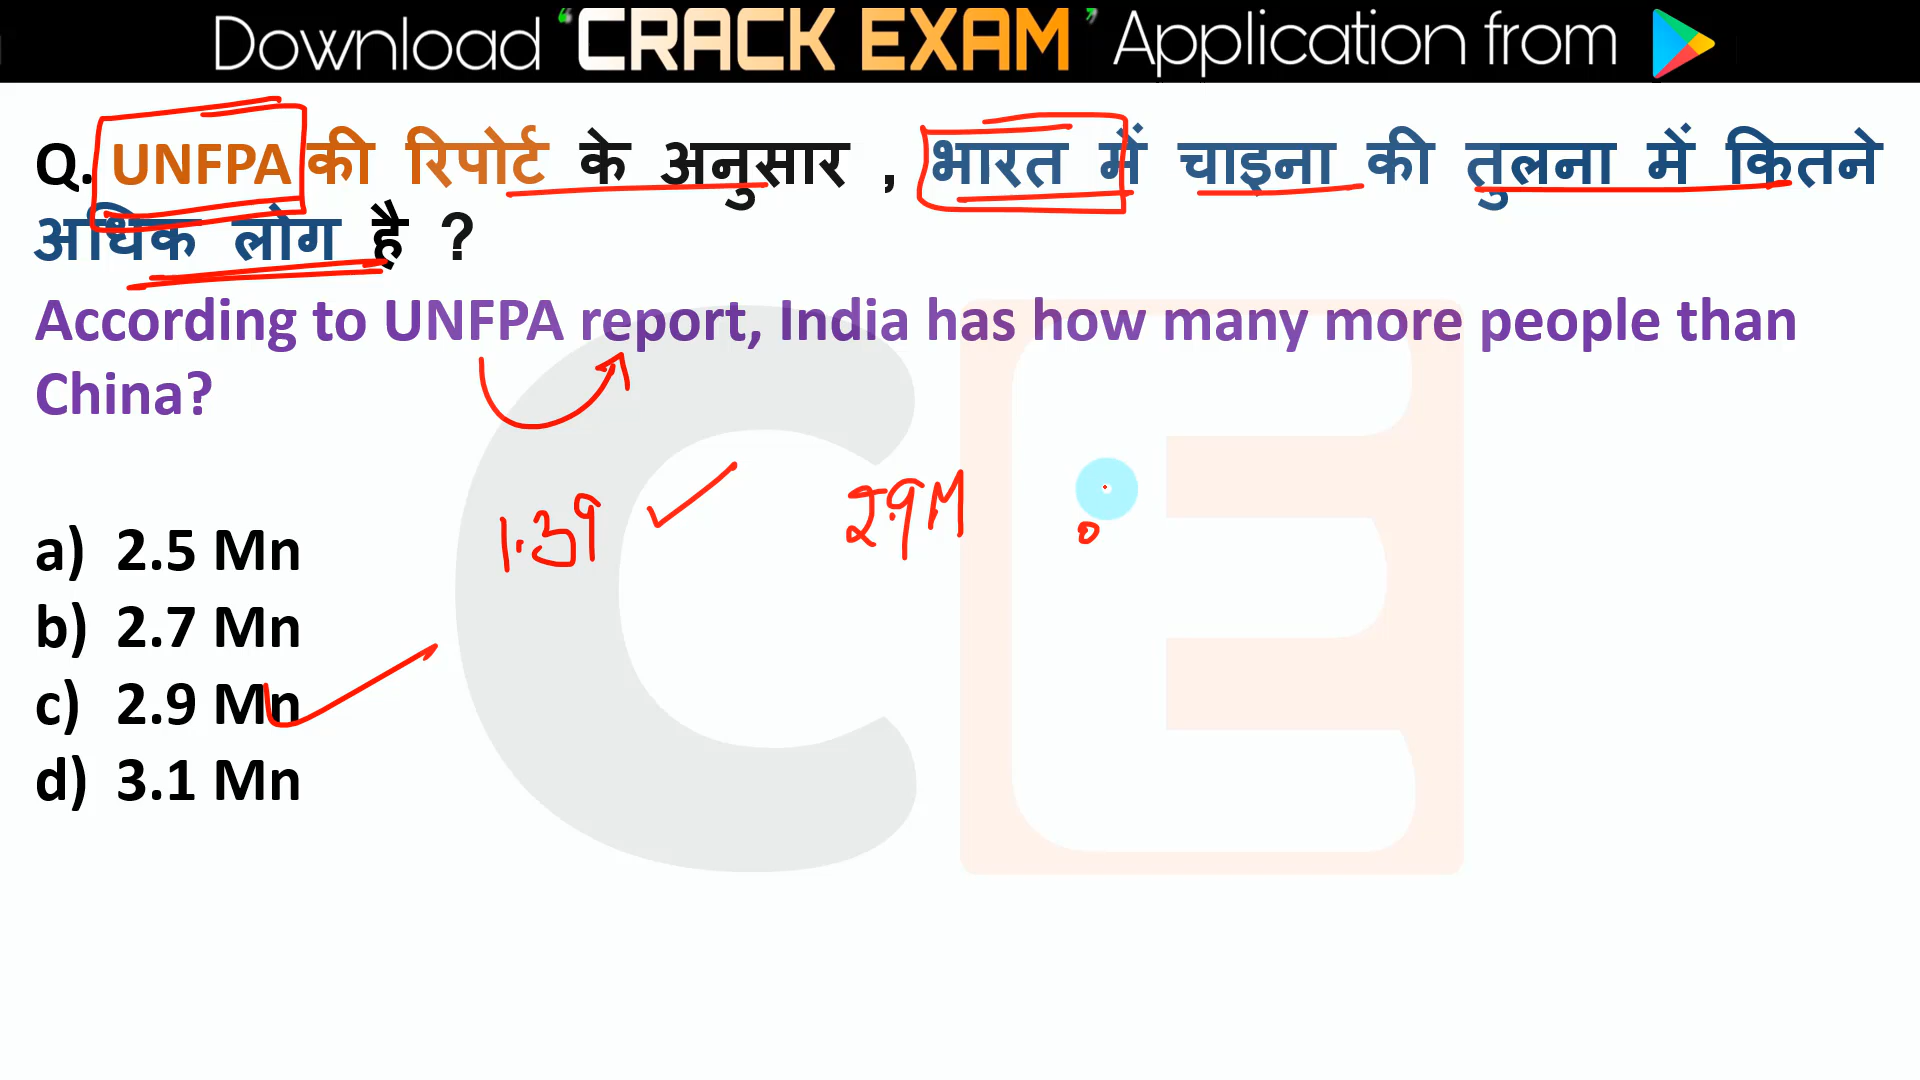 Download ‘CRACK EXAM’ Application from
Q. UNFPA की रिपोर्ट के अनुसार , भारत में चाइना की तुलना में कितने
अधिक लोग है ?
According to UNFPA report, India has how many more people than
China?
1.39 2.9M
a) 2.5 Mn
b) 2.7 Mn
c) 2.9 Mn
d) 3.1 Mn
CE